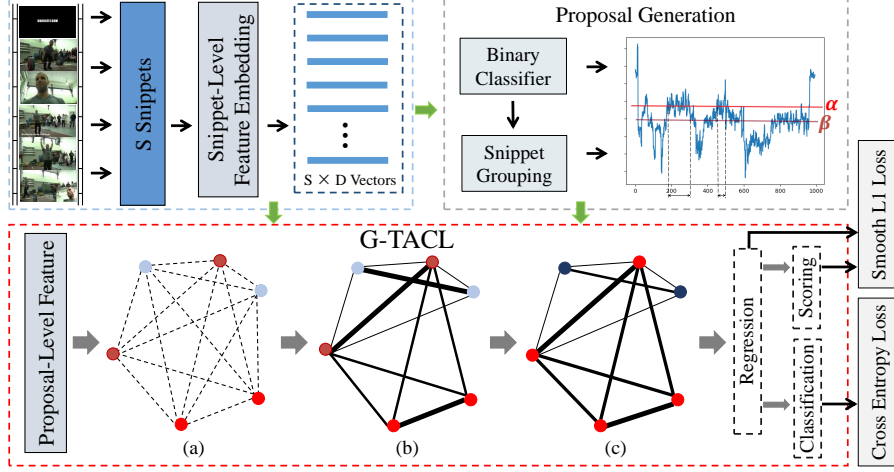 S Snippets
Snippet-Level
Feature Embedding
S × D Vectors
Proposal Generation
Binary
Classifier
Snippet
Grouping
α
β
0 200 400 600 800 1000
G-TACL
Proposal-Level Feature
(a)
(b)
(c)
Regression
Scoring
Classification
Smooth L1 Loss
Cross Entropy Loss